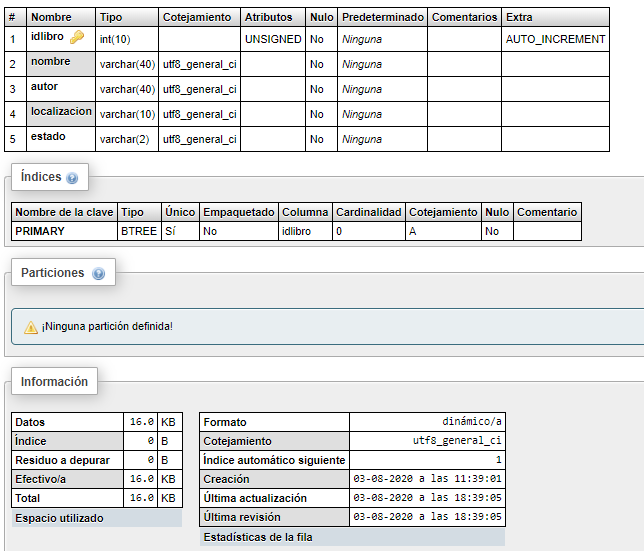 # Nombre Tipo Cotejamiento Atributos Nulo Predeterminado Comentarios Extra
1 idlibro int(10) UNSIGNED No Ninguna AUTO_INCREMENT
2 nombre varchar(40) utf8_general_ci No Ninguna
3 autor varchar(40) utf8_general_ci No Ninguna
4 localizacion varchar(10) utf8_general_ci No Ninguna
5 estado varchar(2) utf8_general_ci No Ninguna
Índices
Nombre de la clave Tipo Único Empaquetado Columna Cardinalidad Cotejamiento Nulo Comentario
PRIMARY BTREE Sí No idlibro 0 A No
Particiones
¡Ninguna partición definida!
Información
Datos 16.0 KB
Índice 0 B
Residuo a depurar 0 B
Efectivo/a 16.0 KB
Total 16.0 KB
Espacio utilizado
Formato dinámico/a
Cotejamiento utf8_general_ci
Índice automático siguiente 1
Creación 03-08-2020 a las 11:39:01
Última actualización 03-08-2020 a las 18:39:05
Última revisión 03-08-2020 a las 18:39:05
Estadísticas de la fila